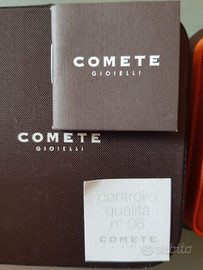 COMETE
GIOIELLI
COMETE
GIOIELLI
controllo
qualità
n° 06
COMETE
subito